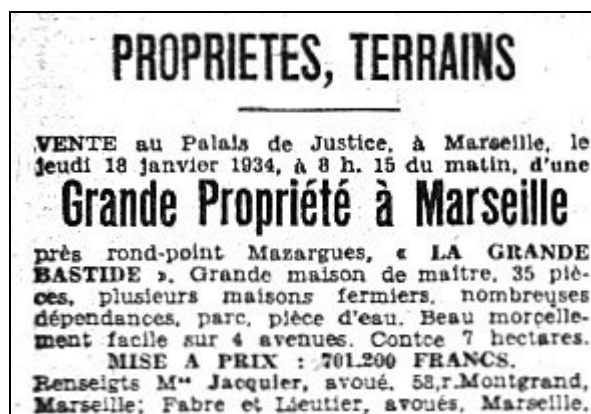 PROPRIETES, TERRAINS
VENTE au Palais de Justice, à Marseille, le
jeudi 18 janvier 1934, à 8 h. 15 du matin, d'une
Grande Propriété à Marseille
près rond-point Mazargues, « LA GRANDE
BASTIDE ». Grande maison de maître, 35 piè-
ces, plusieurs maisons fermiers, nombreuses
dépendances, parc, pièce d'eau. Beau morcelle-
ment facile sur 4 avenues. Contce 7 hectares.
MISE A PRIX : 701.200 FRANCS.
Renseigts Mes Jacquier, avoué, 58,r.Montgrand,
Marseille; Fabre et Lieutier, avoués, Marseille.